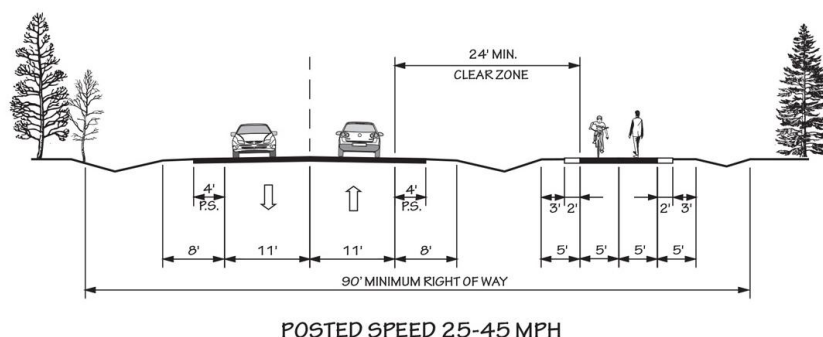 24' MIN.
CLEAR ZONE
4'
P.S.
4'
P.S.
3' 2' 2' 3'
8' 11' 11' 8' 5' 5' 5' 5'
90' MINIMUM RIGHT OF WAY
POSTED SPEED 25-45 MPH